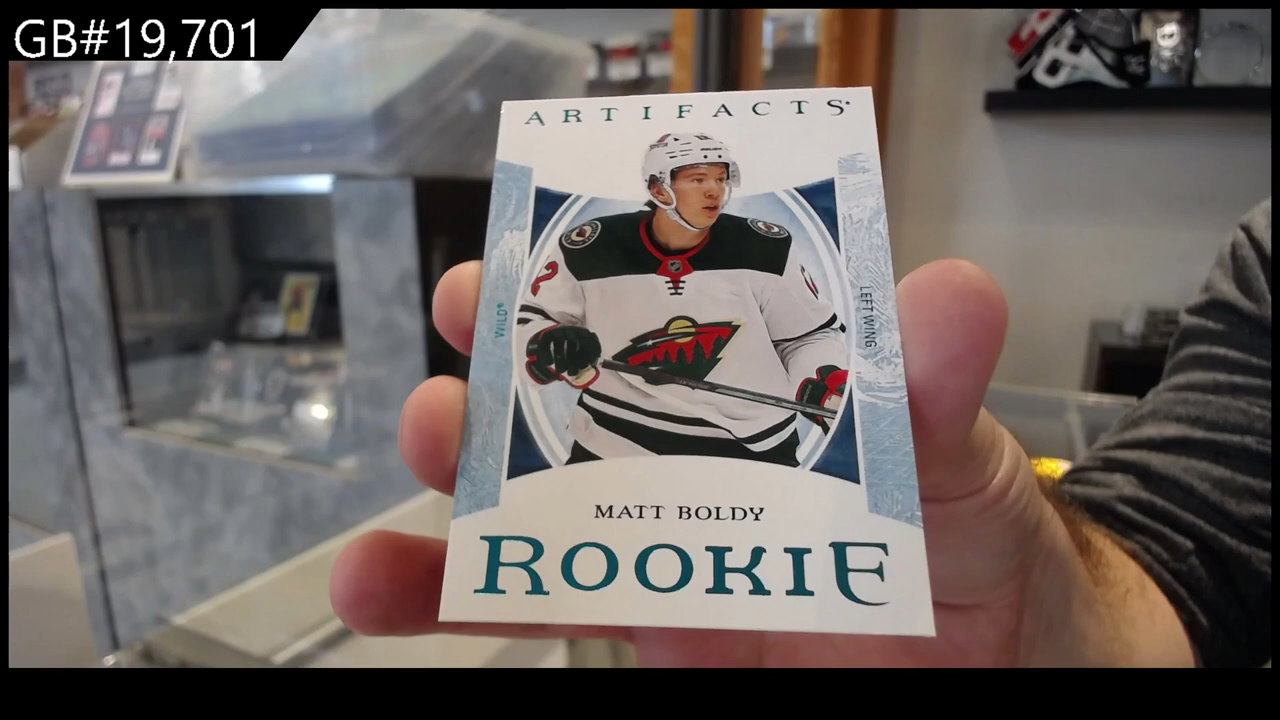 GB#19,701
ARTIFACTS
WILD
LEFT WING
MATT BOLDY
ROOKIE